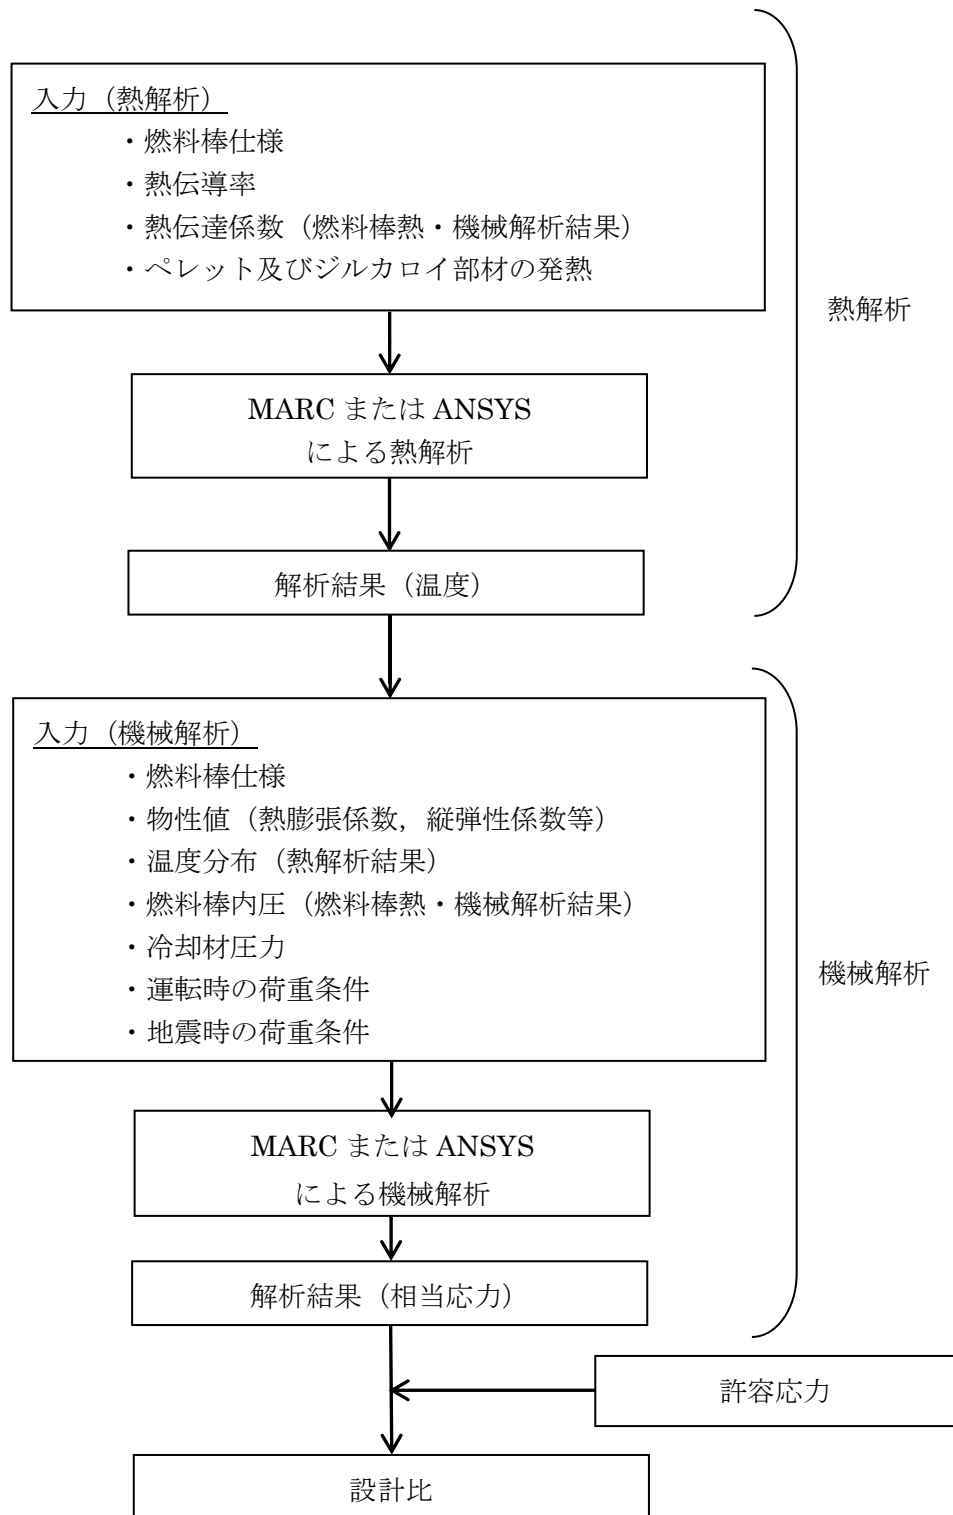 入力（熱解析）
・燃料棒仕様
・熱伝導率
・熱伝達係数（燃料棒熱・機械解析結果）
・ペレット及びジルカロイ部材の発熱
熱解析
MARC または ANSYS
による熱解析
解析結果（温度）
入力（機械解析）
・燃料棒仕様
・物性値（熱膨張係数，縦弾性係数等）
・温度分布（熱解析結果）
・燃料棒内圧（燃料棒熱・機械解析結果）
・冷却材圧力
・運転時の荷重条件
・地震時の荷重条件
機械解析
MARC または ANSYS
による機械解析
解析結果（相当応力）
許容応力
設計比